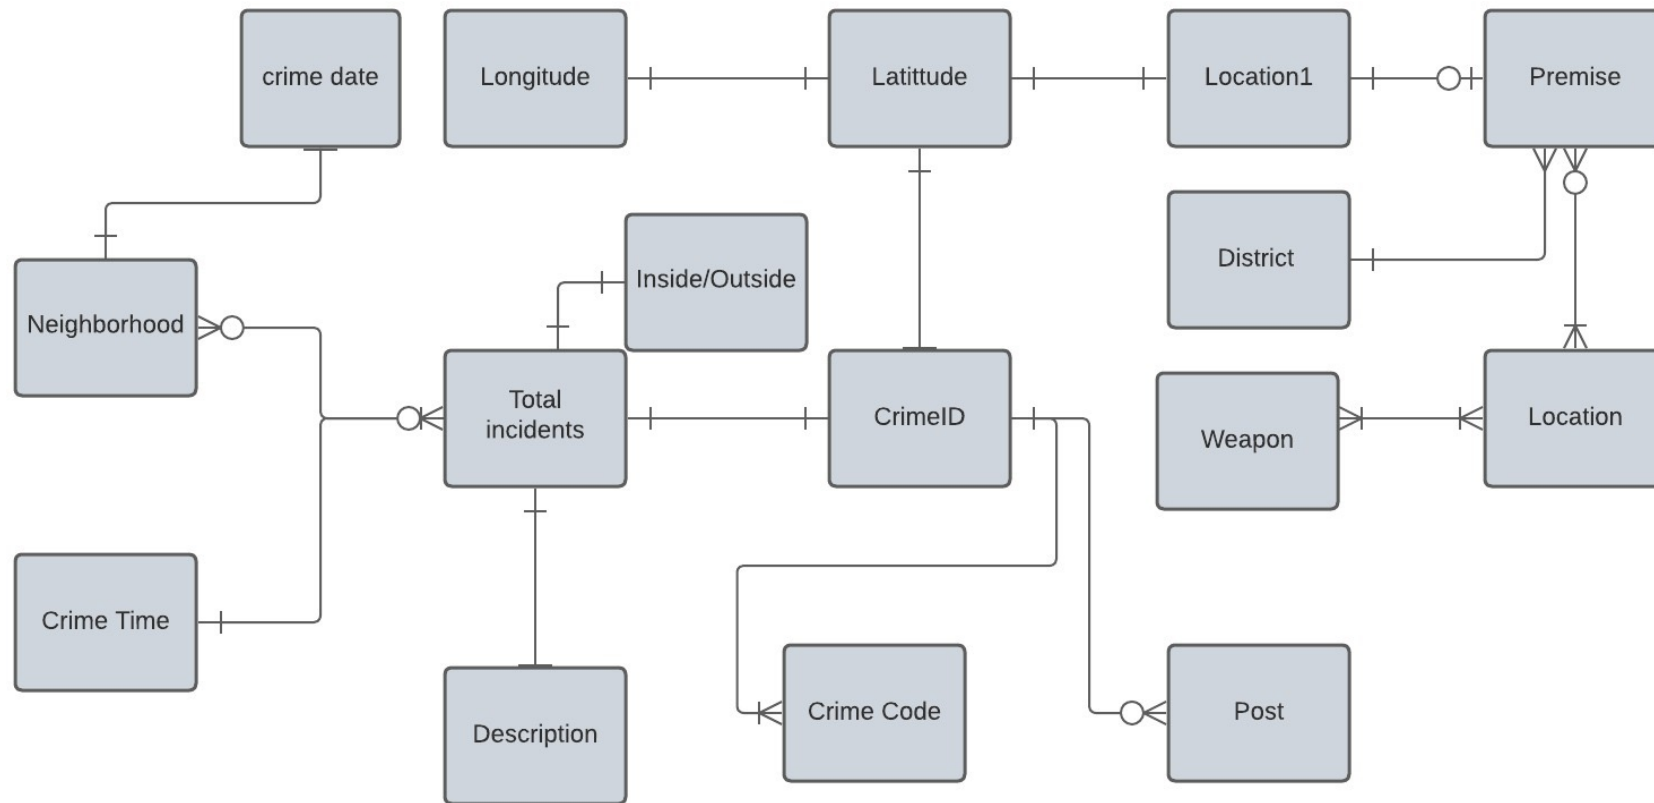 crime date
Longitude
Latittude
Location1
Premise
District
Inside/Outside
Neighborhood
Total
incidents
CrimeID
Weapon
Location
Crime Time
Description
Crime Code
Post